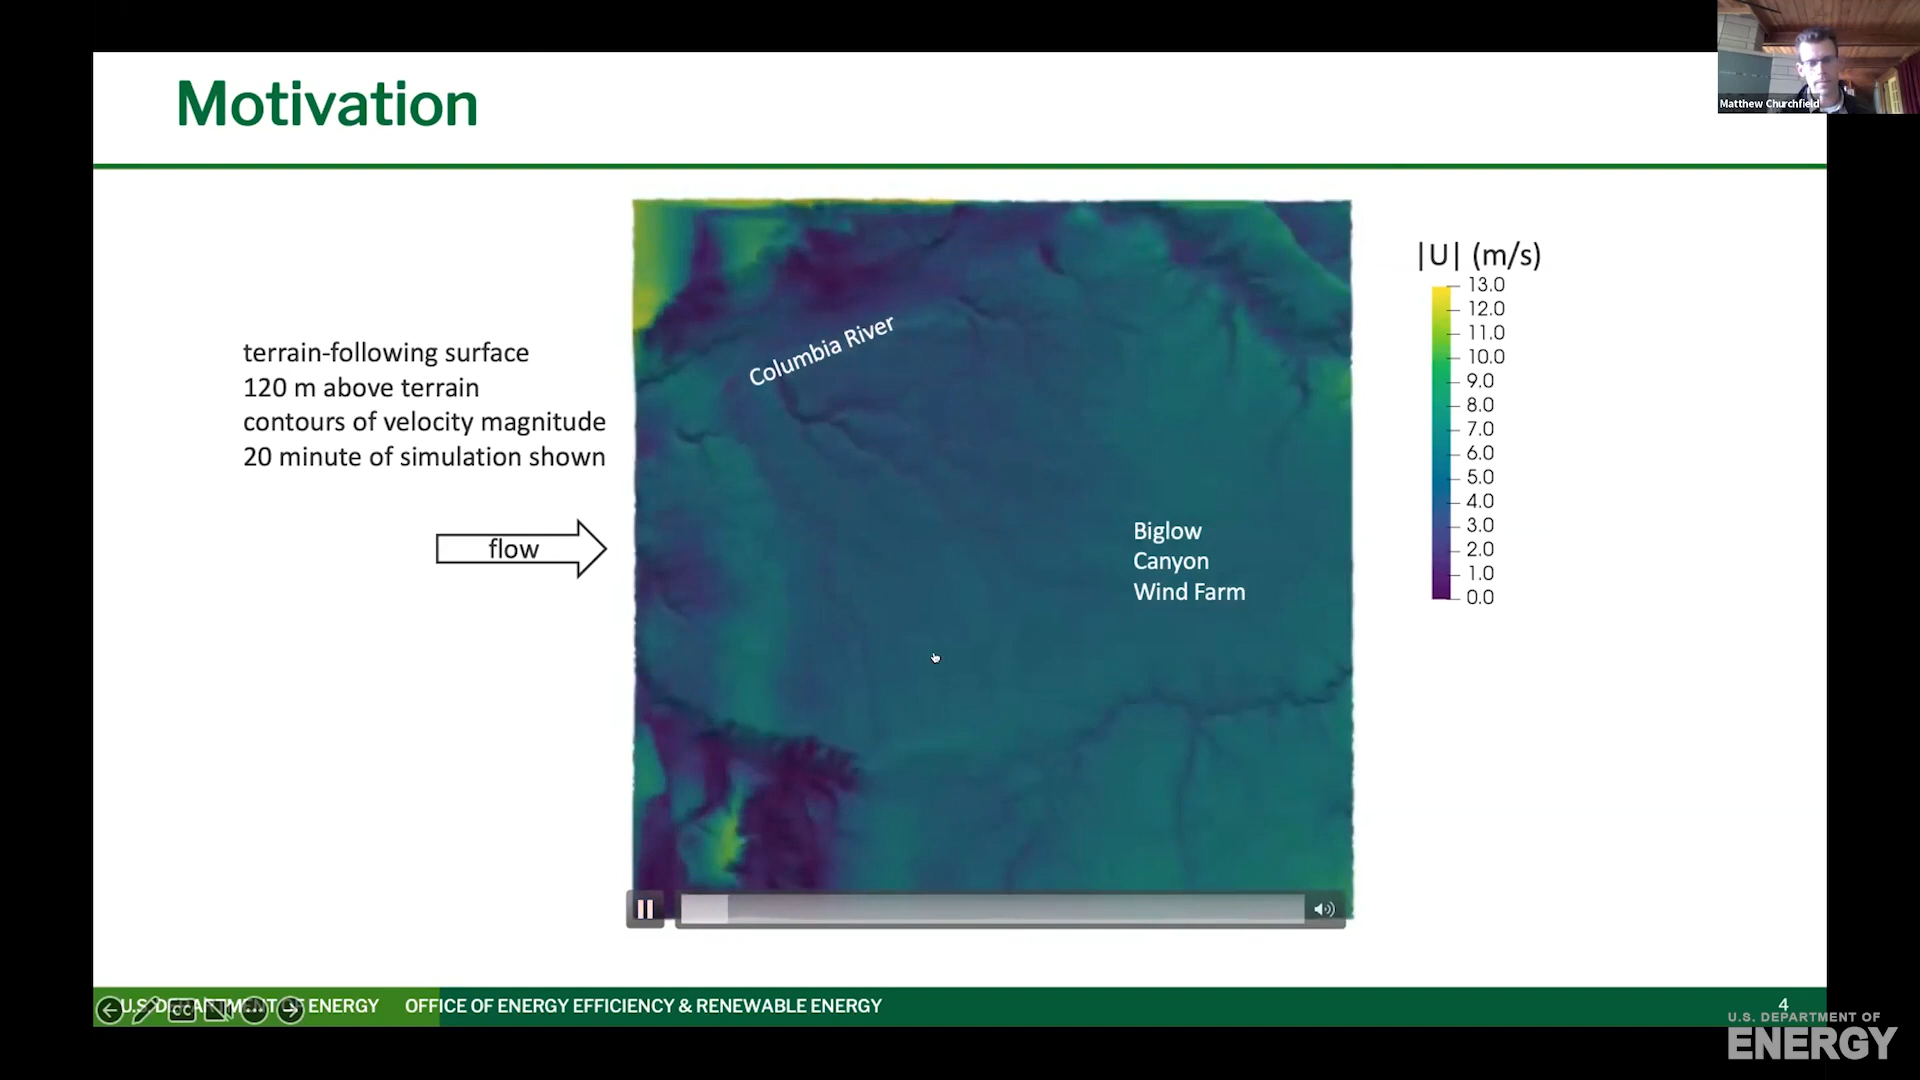 Motivation
Matthew Churchfield
terrain-following surface
120 m above terrain
contours of velocity magnitude
20 minute of simulation shown
flow
Columbia River
Biglow
Canyon
Wind Farm
|U| (m/s)
13.0
12.0
11.0
10.0
9.0
8.0
7.0
6.0
5.0
4.0
3.0
2.0
1.0
0.0
U.S. DEPARTMENT OF ENERGY OFFICE OF ENERGY EFFICIENCY & RENEWABLE ENERGY
CC
4
U.S. DEPARTMENT OF
ENERGY